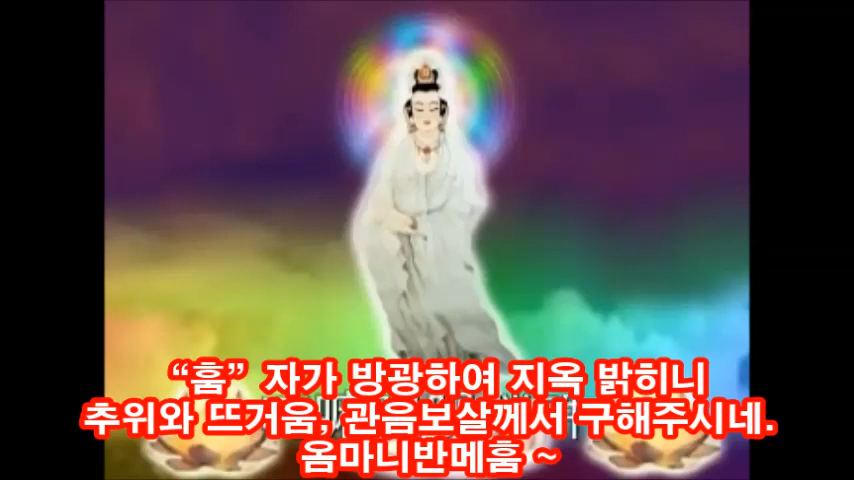 “훔” 자가 방광하여 지옥 밝히니
추위와 뜨거움, 관음보살께서 구해주시네.
옴마니반메훔 ~